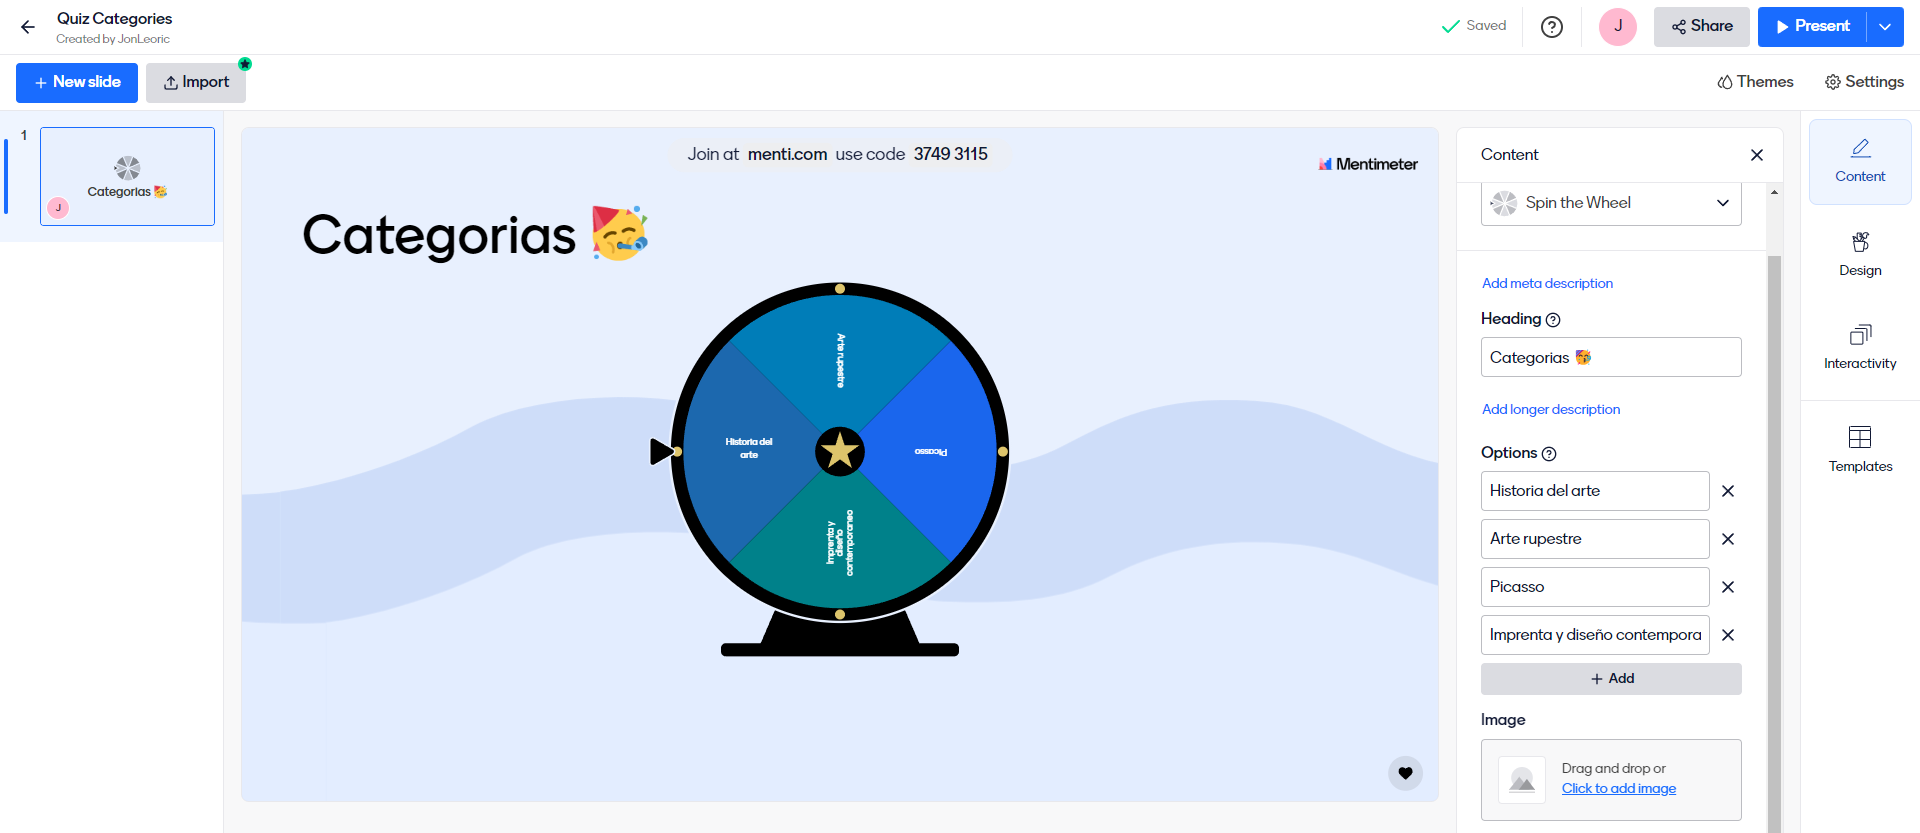 Quiz Categories
Created by JonLeoric
Saved
J
Share
Present
+ New slide
Import
Themes
Settings
1
Categorias
J
Join at menti.com use code 3749 3115
Mentimeter
Categorias
Arte rupestre
Historia del
arte
Picasso
Imprenta y
diseño
contemporaneo
Content
Spin the Wheel
Add meta description
Heading
Categorias
Add longer description
Options
Historia del arte
Arte rupestre
Picasso
Imprenta y diseño contempora
+ Add
Image
Drag and drop or
Click to add image
Content
Design
Interactivity
Templates